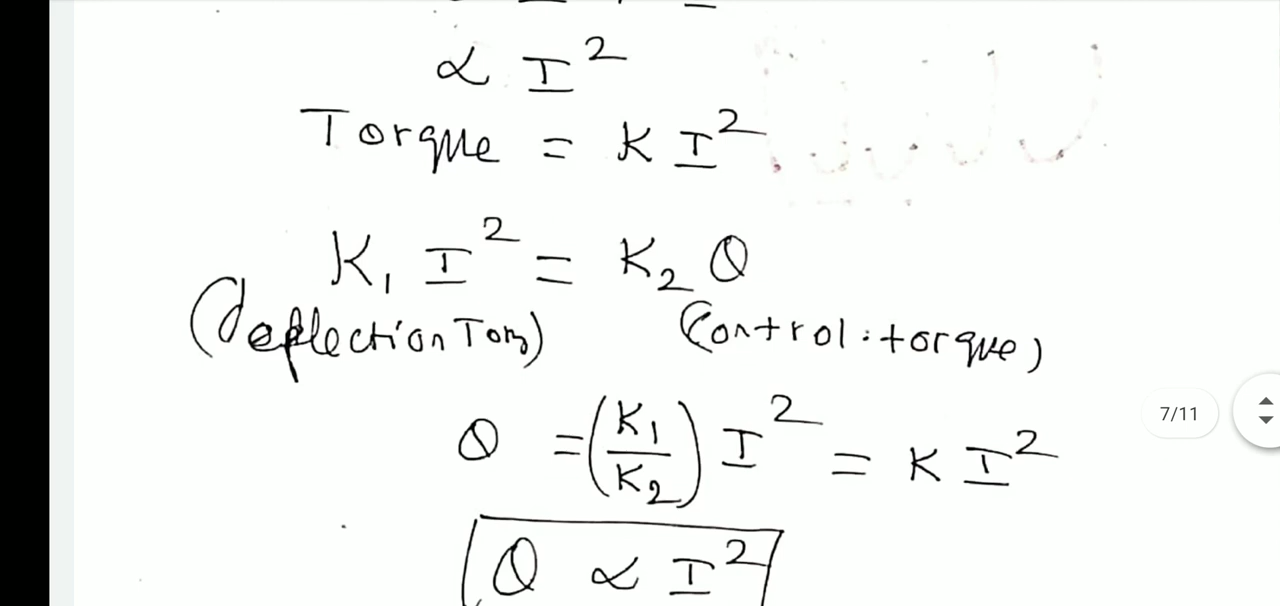 ∝ I²
Torque = K I²
K₁ I² = K₂ θ
(deflection Torq) (Control : torque)
θ = (K₁/K₂) I² = K I²
7/11
θ ∝ I²